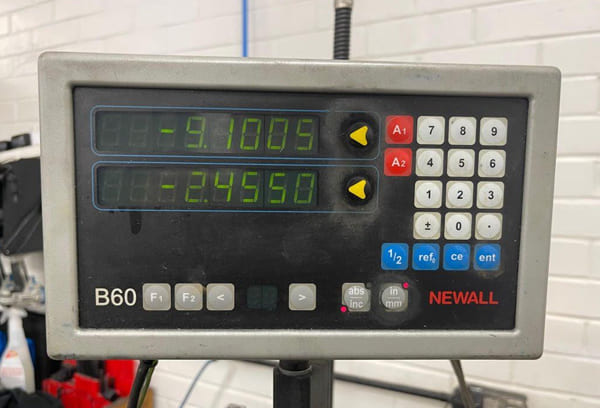 -9.1005
A1 7 8 9
-2.4550
A2 4 5 6
1 2 3
± 0 .
1/2 ref ce ent
B60 F1 F2 < > abs/inc in/mm NEWALL